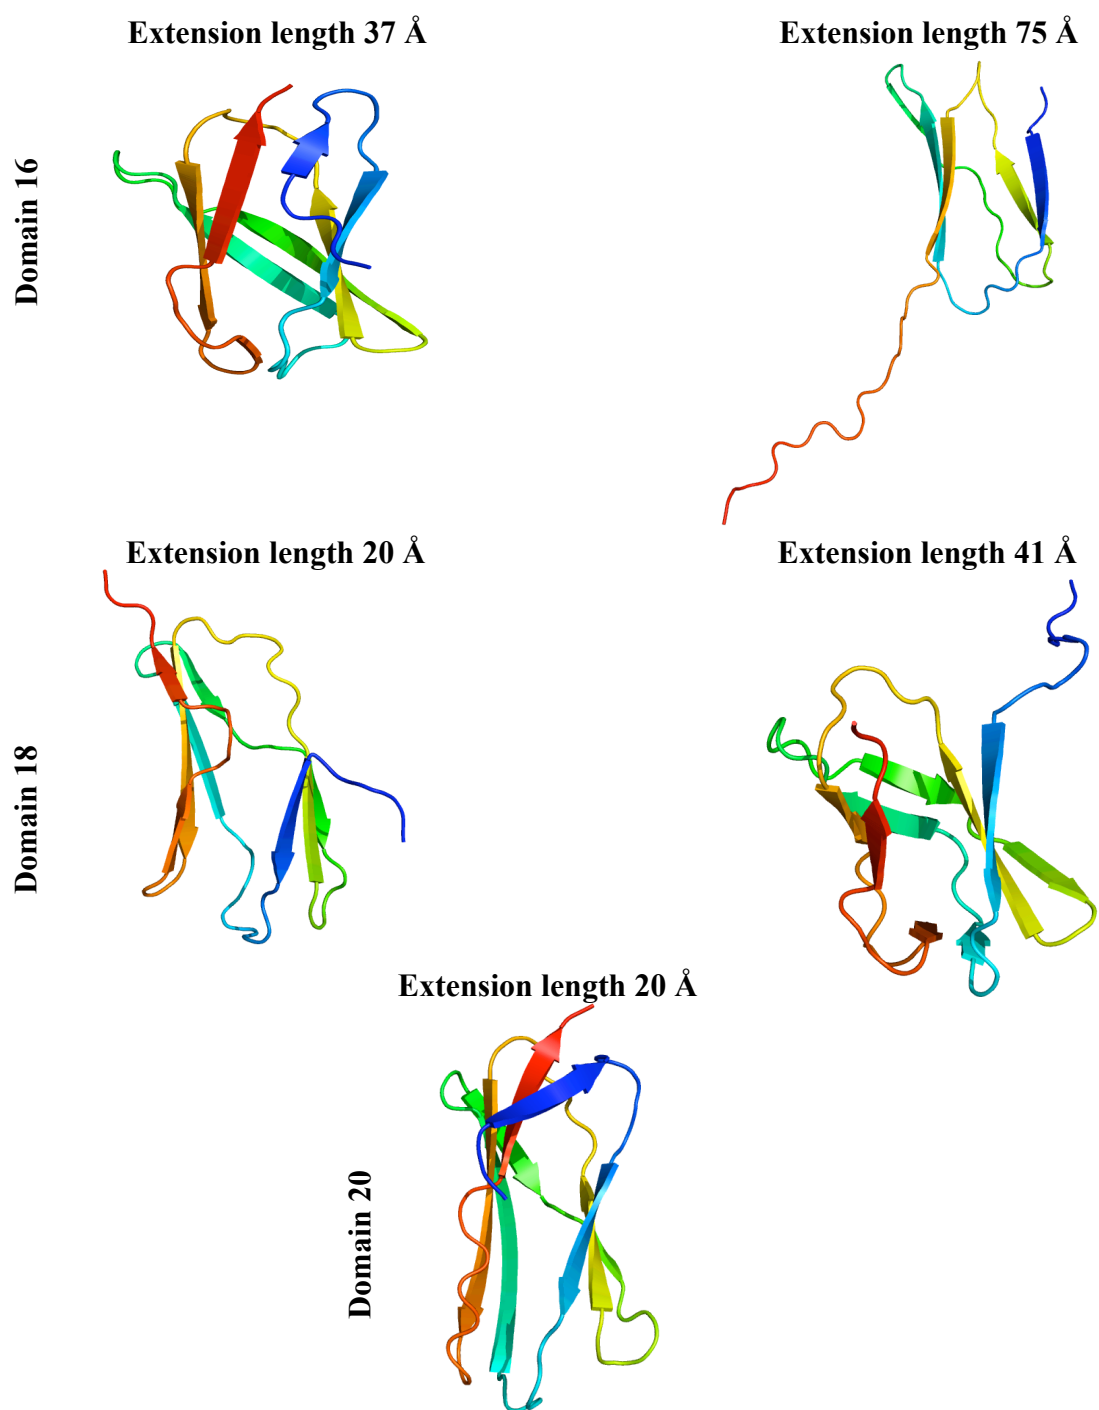 Extension length 37 Å
Extension length 75 Å
Domain 16
Extension length 20 Å
Extension length 41 Å
Domain 18
Extension length 20 Å
Domain 20